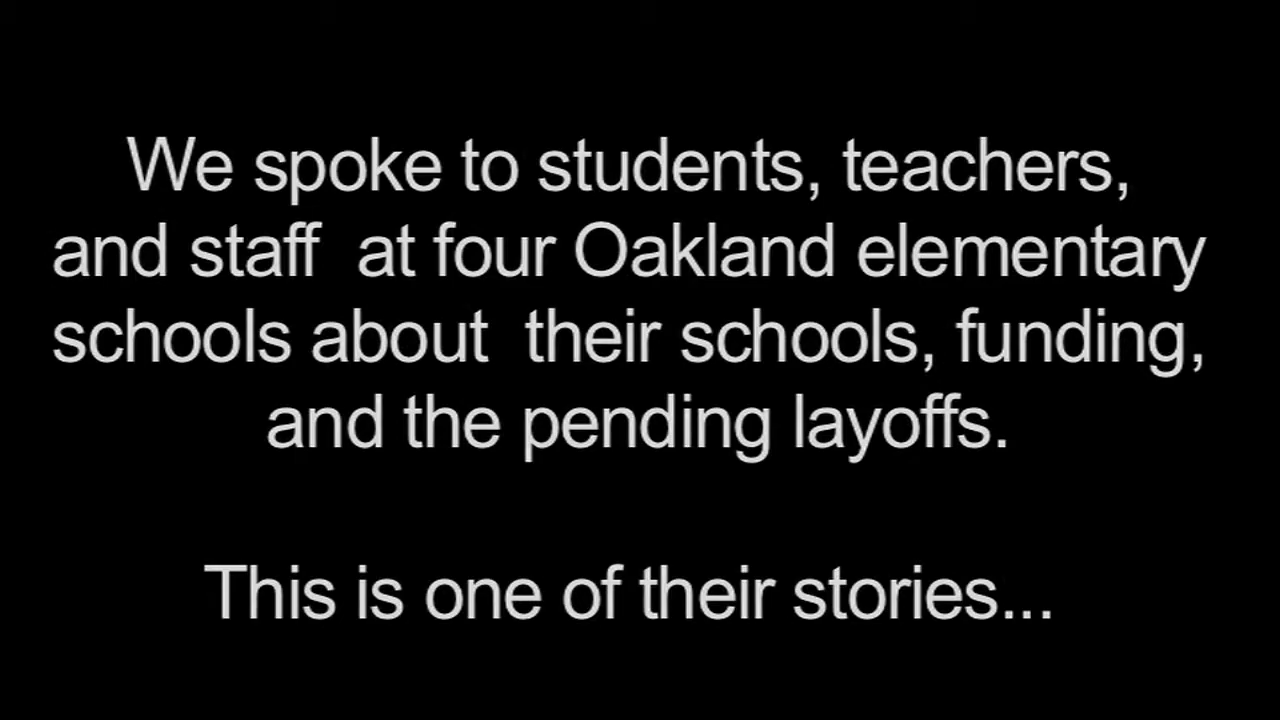 We spoke to students, teachers,
and staff  at four Oakland elementary
schools about  their schools, funding,
and the pending layoffs.
This is one of their stories...